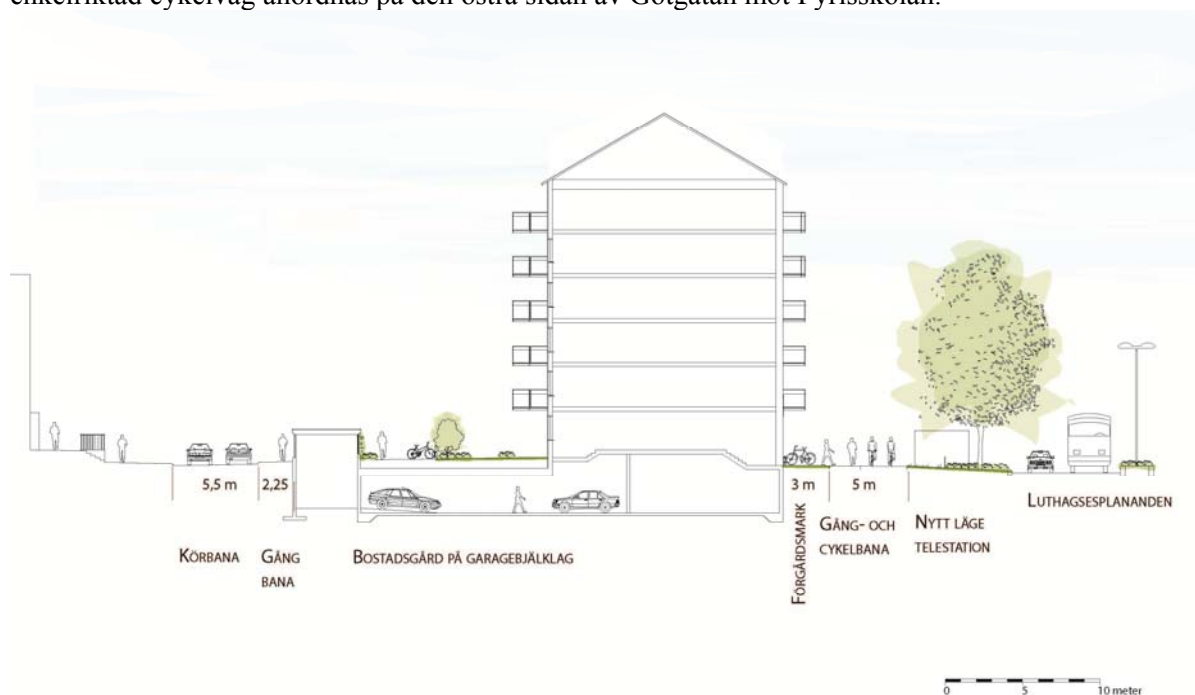 enkelriktad cykelväg anordnas på den östra sidan av Götgatan mot Fyrisskolan.
5,5 m
2,25
3 m
5 m
KÖRBANA
GÅNG
BANA
BOSTADSGÅRD PÅ GARAGEBJÄLKLAG
FÖRGÅRDSMARK
GÅNG- OCH
CYKELBANA
NYTT LÄGE
TELESTATION
LUTHAGSESPLANANDEN
0 5 10 meter